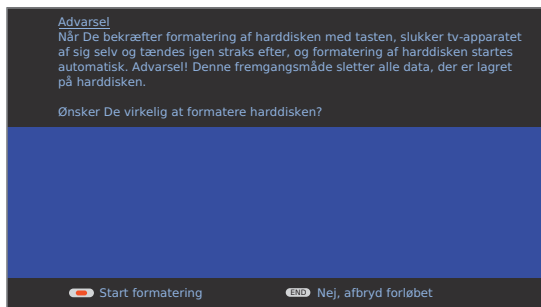 Advarsel
Når De bekræfter formatering af harddisken med tasten, slukker tv-apparatet
af sig selv og tændes igen straks efter, og formatering af harddisken startes
automatisk. Advarsel! Denne fremgangsmåde sletter alle data, der er lagret
på harddisken.
Ønsker De virkelig at formatere harddisken?
Start formatering
END Nej, afbryd forløbet